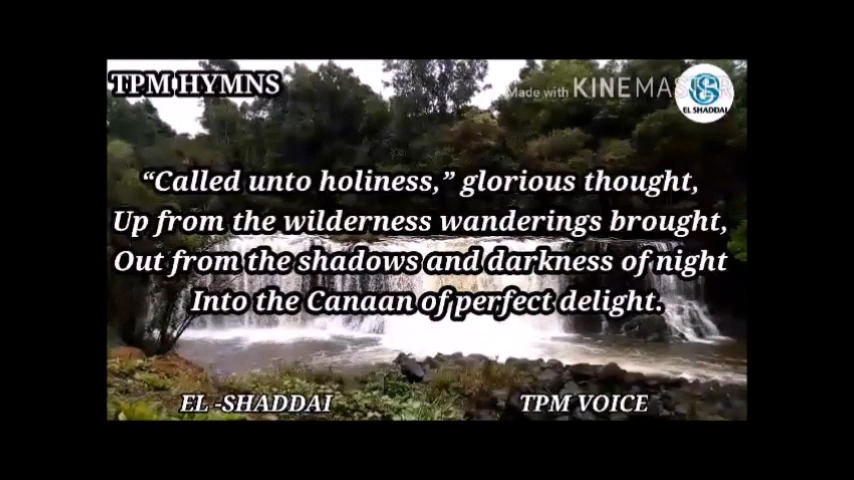 TPM HYMNS
Made with KINEMASTER
EL SHADDAI
“Called unto holiness,” glorious thought,
Up from the wilderness wanderings brought,
Out from the shadows and darkness of night
Into the Canaan of perfect delight.
EL -SHADDAI
TPM VOICE